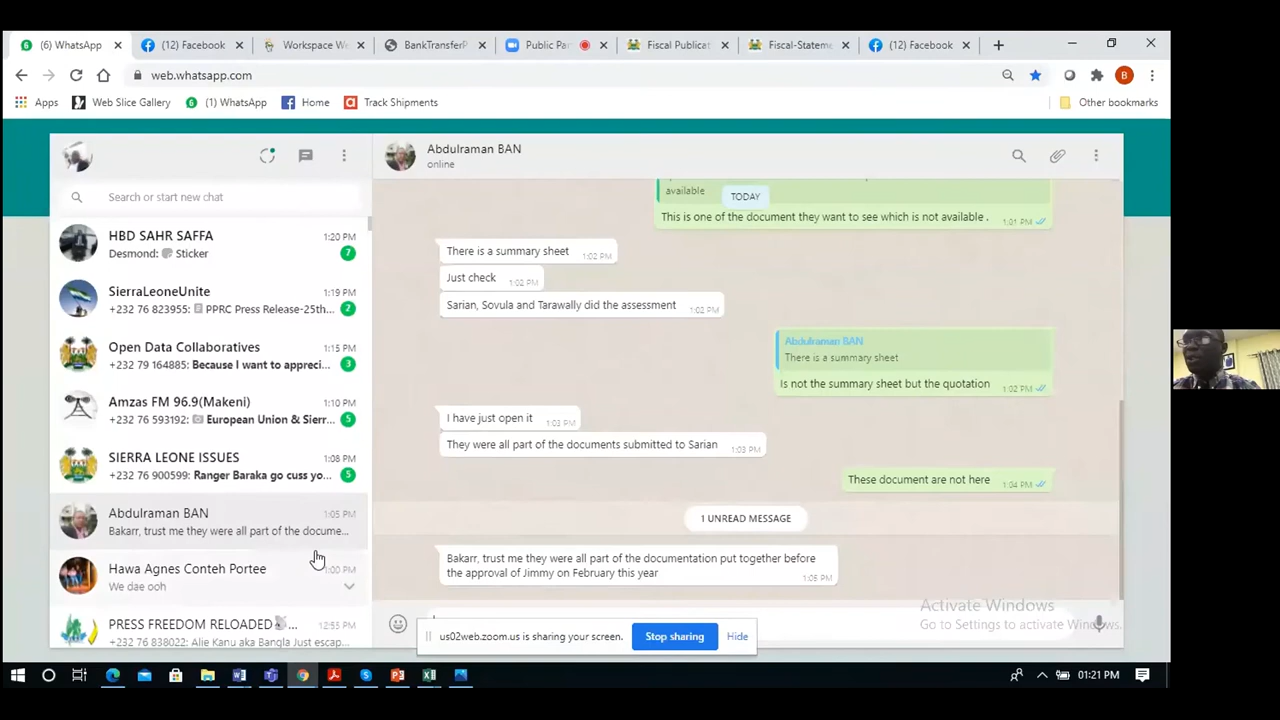 (6) WhatsApp
(12) Facebook
Workspace We
BankTransferP
Public Par
Fiscal Publicat
Fiscal-Stateme
(12) Facebook
web.whatsapp.com
B
Apps
Web Slice Gallery
(1) WhatsApp
Home
Track Shipments
Other bookmarks
Search or start new chat
HBD SAHR SAFFA
1:20 PM
Desmond: Sticker
7
SierraLeoneUnite
1:19 PM
+232 76 823955: PPRC Press Release-25th...
2
Open Data Collaboratives
1:15 PM
+232 79 164885: Because I want to appreci...
3
Amzas FM 96.9(Makeni)
1:10 PM
+232 76 593192: European Union & Sierr...
5
SIERRA LEONE ISSUES
1:08 PM
+232 76 900599: Ranger Baraka go cuss yo...
5
Abdulraman BAN
1:05 PM
Bakarr, trust me they were all part of the docume...
Hawa Agnes Conteh Portee
1:00 PM
We dae ooh
PRESS FREEDOM RELOADED ...
12:55 PM
+232 76 838022: Alie Kanu aka Bangla Just escap...
Abdulraman BAN
online
available
TODAY
This is one of the document they want to see which is not available .
1:01 PM
There is a summary sheet
1:02 PM
Just check
1:02 PM
Sarian, Sovula and Tarawally did the assessment
1:02 PM
Abdulraman BAN
There is a summary sheet
Is not the summary sheet but the quotation
1:02 PM
I have just open it
1:03 PM
They were all part of the documents submitted to Sarian
1:03 PM
These document are not here
1:04 PM
1 UNREAD MESSAGE
Bakarr, trust me they were all part of the documentation put together before
the approval of Jimmy on February this year
1:05 PM
Activate Windows
Go to Settings to activate Windows.
us02web.zoom.us is sharing your screen.
Stop sharing
Hide
01:21 PM